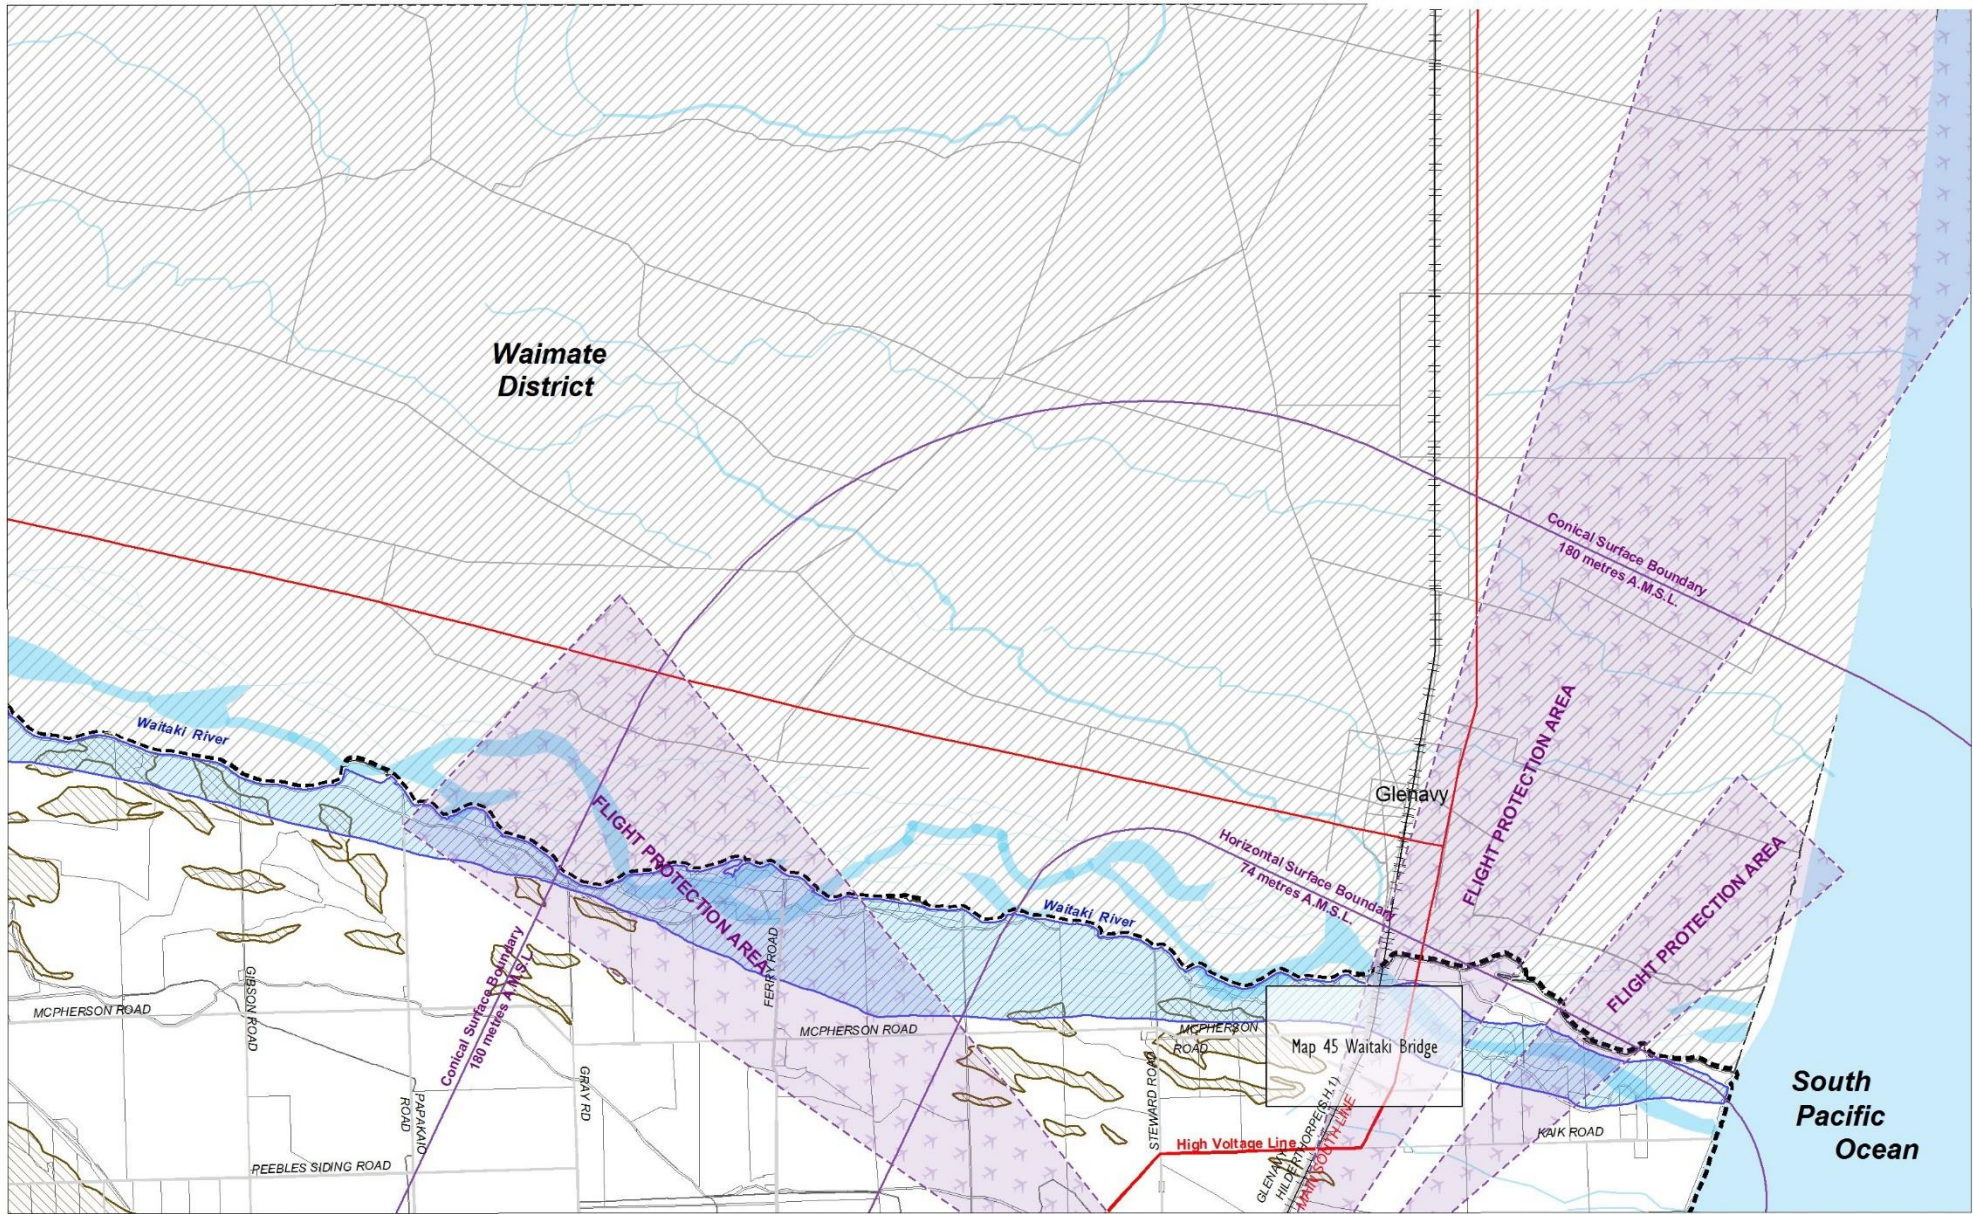 Waimate
District
Conical Surface Boundary
180 metres A.M.S.L.
Waitaki River
FLIGHT PROTECTION AREA
Glenavy
FLIGHT PROTECTION AREA
Horizontal Surface Boundary
74 metres A.M.S.L.
FLIGHT PROTECTION AREA
Waitaki River
FLIGHT PROTECTION AREA
Conical Surface Boundary
180 metres A.M.S.L.
GIBSON ROAD
FERRY ROAD
MCPHERSON ROAD
MCPHERSON ROAD
MCPHERSON
ROAD
Map 45 Waitaki Bridge
GRAY RD
PAPAKAIO
ROAD
STEWARD ROAD
South
Pacific
Ocean
High Voltage Line
GLENAVY
HILDERTHORPE(S.H.1)
MAIN SOUTH LINE
KAIK ROAD
PEEBLES SIDING ROAD